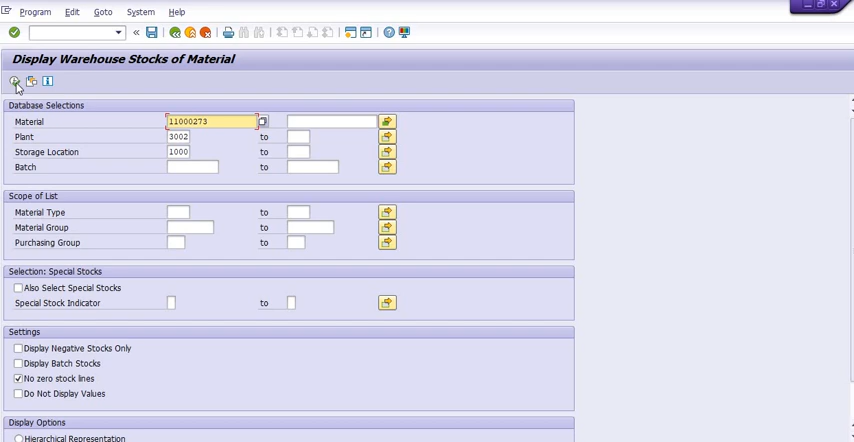 Program Edit Goto System Help
Display Warehouse Stocks of Material
Database Selections
Material 11000273
Plant 3002 to
Storage Location 1000 to
Batch to
Scope of List
Material Type to
Material Group to
Purchasing Group to
Selection: Special Stocks
Also Select Special Stocks
Special Stock Indicator to
Settings
Display Negative Stocks Only
Display Batch Stocks
No zero stock lines
Do Not Display Values
Display Options
Hierarchical Representation